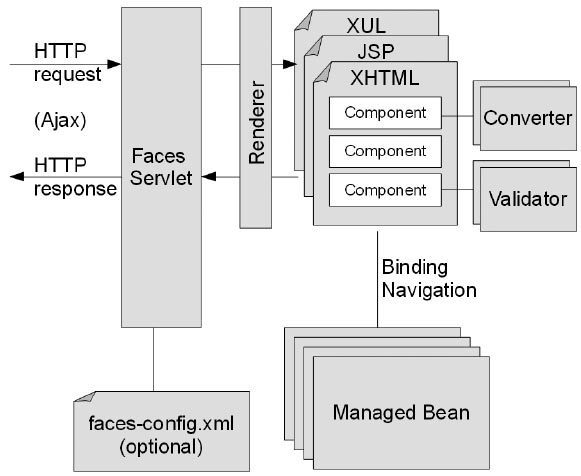 HTTP
request
(Ajax)
HTTP
response
Faces
Servlet
Renderer
XUL
JSP
XHTML
Component
Component
Component
Converter
Validator
Binding
Navigation
faces-config.xml
(optional)
Managed Bean